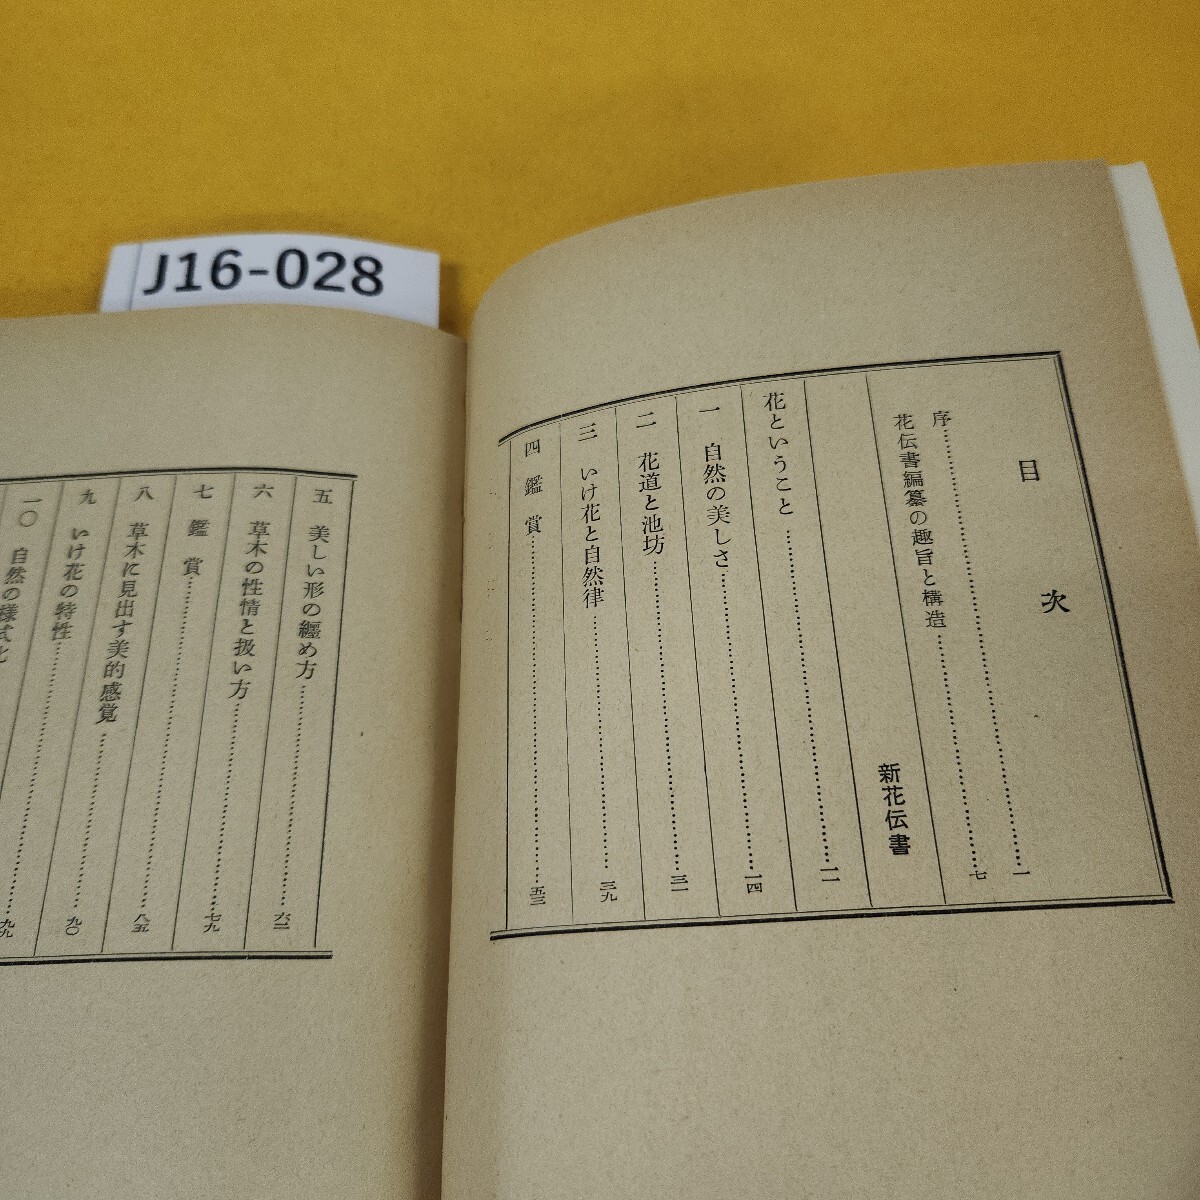 J16-028
目次
序……一
花伝書編纂の趣旨と構造……七
新花伝書
花ということ……一一
一 自然の美しさ……一四
二 花道と池坊……三一
三 いけ花と自然律……三九
四 鑑賞……五三
五 美しい形の纒め方……六二
六 草木の性情と扱い方
七 鑑賞……七九
八 草木に見出す美的感覚……八五
九 いけ花の特性……九〇
一〇 自然の様式化……九九